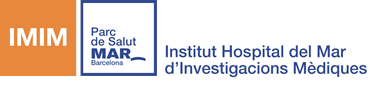 IMIM
Parc
de Salut
MAR
Barcelona
Institut Hospital del Mar
d'Investigacions Mèdiques